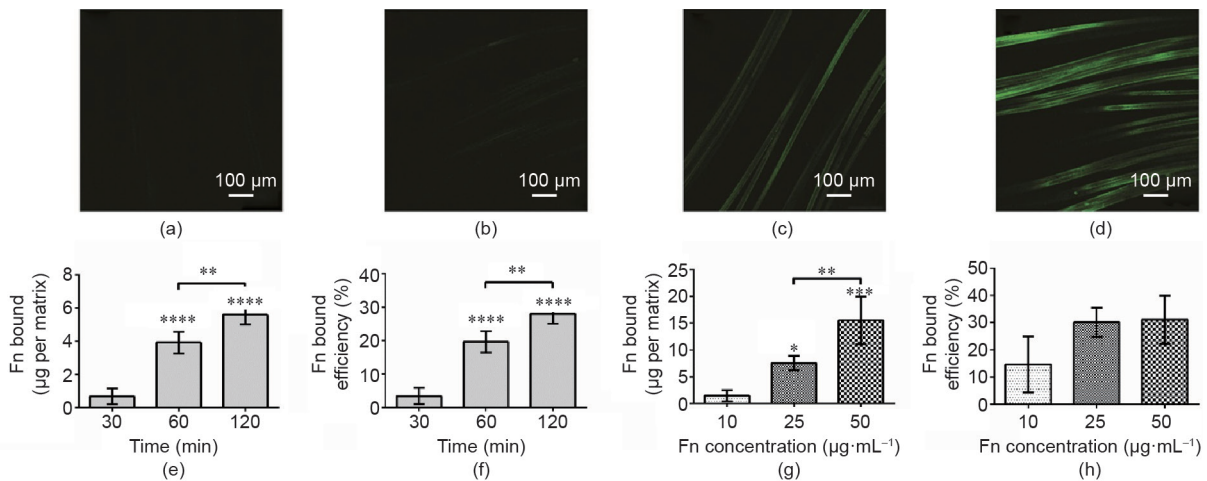 100 μm
100 μm
100 μm
100 μm
(a)
(b)
(c)
(d)
Fn bound
(μg per matrix)
8
6
4
2
0
****
**
****
30
60
120
Time (min)
(e)
Fn bound
efficiency (%)
40
30
20
10
0
****
**
****
30
60
120
Time (min)
(f)
Fn bound
(μg per matrix)
25
20
15
10
5
0
*
**
***
10
25
50
Fn concentration (μg·mL⁻¹)
(g)
Fn bound
efficiency (%)
50
40
30
20
10
0
10
25
50
Fn concentration (μg·mL⁻¹)
(h)